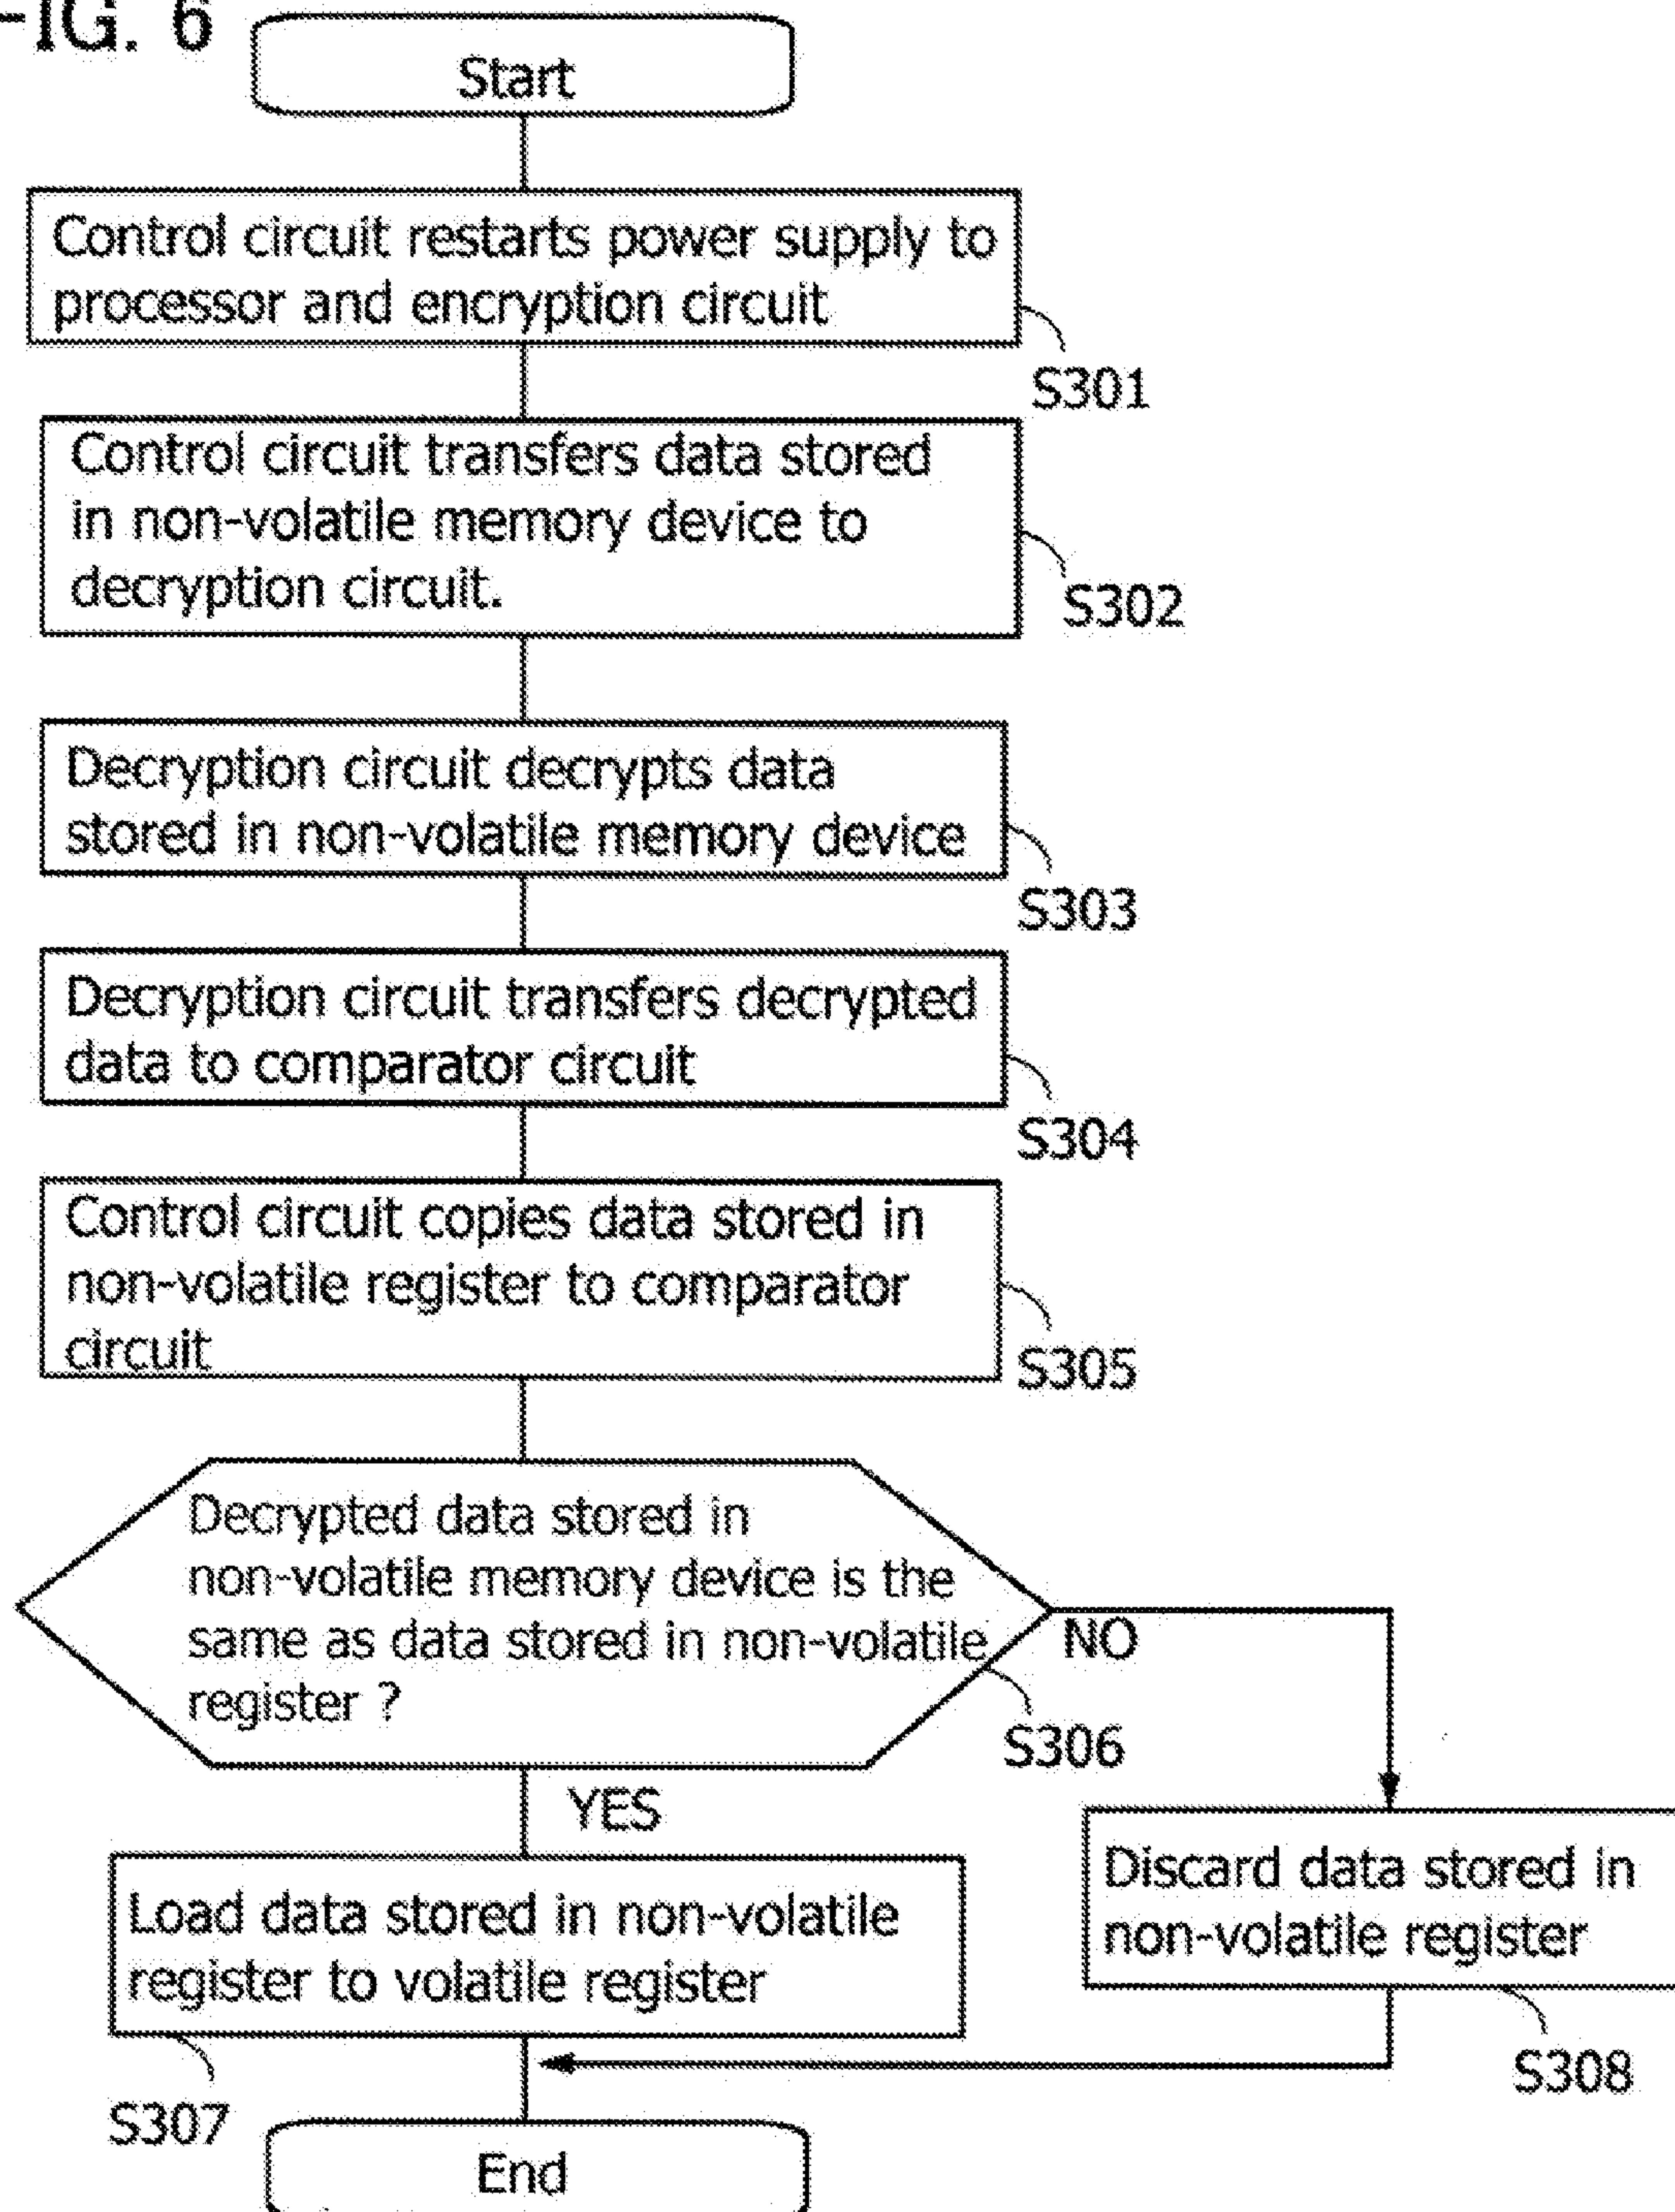 FIG. 6
Start
Control circuit restarts power supply to
processor and encryption circuit
S301
Control circuit transfers data stored
in non-volatile memory device to
decryption circuit.
S302
Decryption circuit decrypts data
stored in non-volatile memory device
S303
Decryption circuit transfers decrypted
data to comparator circuit
S304
Control circuit copies data stored in
non-volatile register to comparator
circuit
S305
Decrypted data stored in
non-volatile memory device is the
same as data stored in non-volatile
register ?
NO
S306
YES
Load data stored in non-volatile
register to volatile register
S307
Discard data stored in
non-volatile register
S308
End